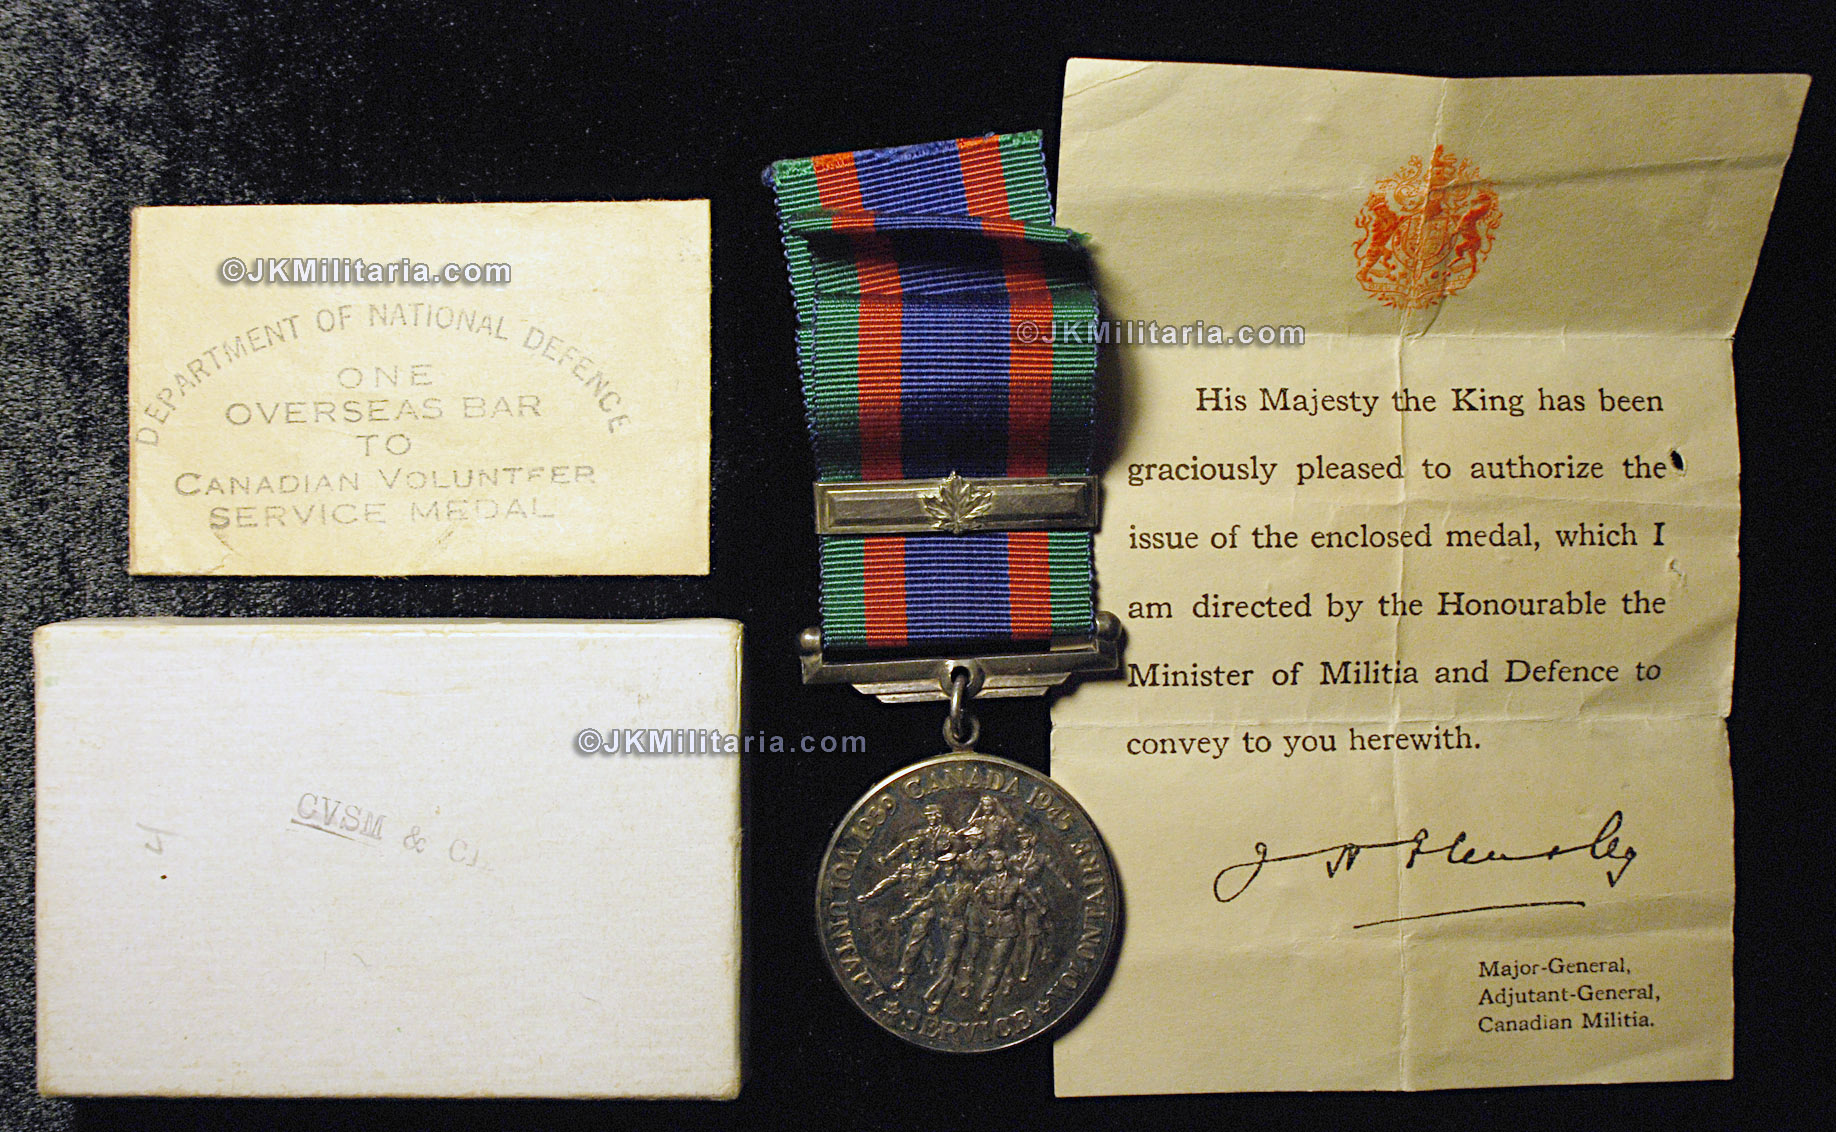 ©JKMilitaria.com
DEPARTMENT OF NATIONAL DEFENCE
ONE
OVERSEAS BAR
TO
CANADIAN VOLUNTEER
SERVICE MEDAL
CVSM & CL
©JKMilitaria.com
1939 CANADA 1945
VOLUNTARY SERVICE VOLONTAIRE
©JKMilitaria.com
His Majesty the King has been
graciously pleased to authorize the
issue of the enclosed medal, which I
am directed by the Honourable the
Minister of Militia and Defence to
convey to you herewith.
Major-General,
Adjutant-General,
Canadian Militia.